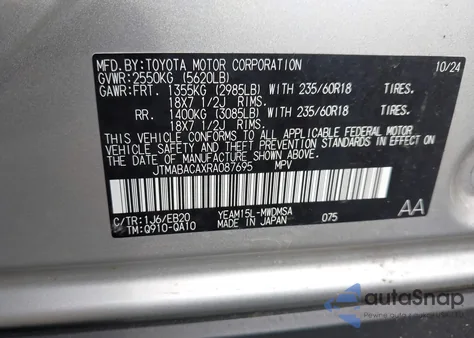 MFD.BY:TOYOTA MOTOR CORPORATION 10/24
GVWR:2550KG (5620LB)
GAWR:FRT. 1355KG (2985LB) WITH 235/60R18 TIRES.
18X7 1/2J RIMS.
RR. 1400KG (3085LB) WITH 235/60R18 TIRES.
18X7 1/2J RIMS.
THIS VEHICLE CONFORMS TO ALL APPLICABLE FEDERAL MOTOR
VEHICLE SAFETY AND THEFT PREVENTION STANDARDS IN EFFECT ON
THE DATE OF MANUFACTURE SHOWN ABOVE.
JTMABACAXRA087695 MPV
C/TR:1J6/EB20 YEAM15L-MWDMSA AA
TM:Q910-QA10 MADE IN JAPAN 075
autaSnap